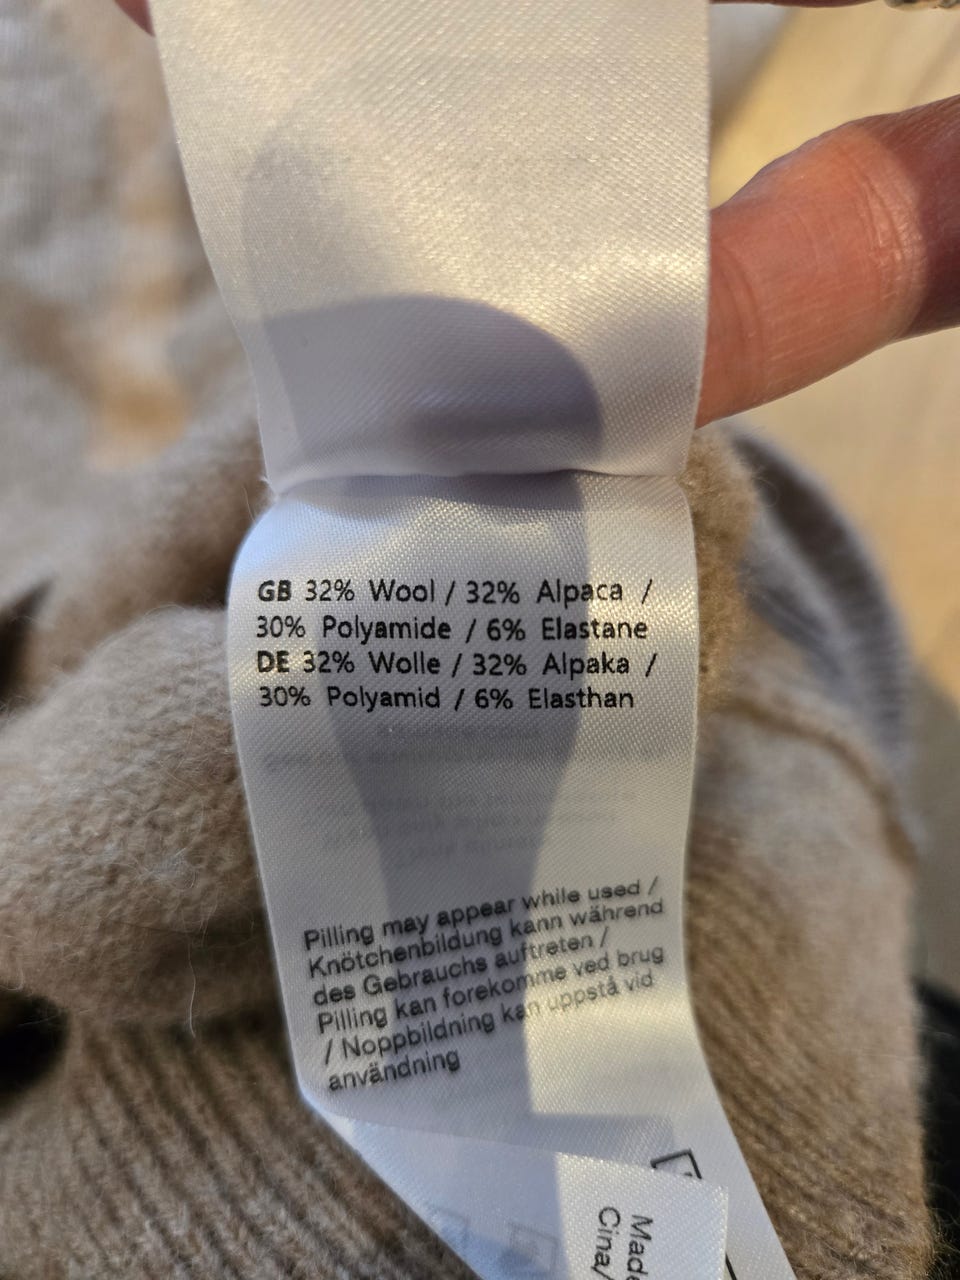 GB 32% Wool / 32% Alpaca /
30% Polyamide / 6% Elastane
DE 32% Wolle / 32% Alpaka /
30% Polyamid / 6% Elasthan
Pilling may appear while used /
Knötchenbildung kann während
des Gebrauchs auftreten /
Pilling kan forekomme ved brug
/ Noppbildning kan uppstå vid
användning
Made
Cina/